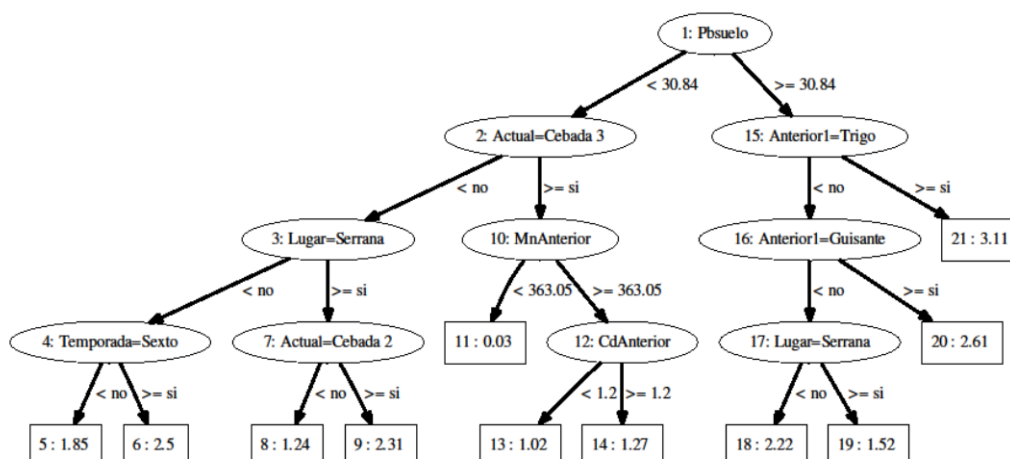 1: Pbsuelo
< 30.84
>= 30.84
2: Actual=Cebada 3
15: Anterior1=Trigo
< no
>= si
< no
>= si
3: Lugar=Serrana
10: MnAnterior
16: Anterior1=Guisante
21 : 3.11
< no
>= si
< 363.05
>= 363.05
< no
>= si
4: Temporada=Sexto
7: Actual=Cebada 2
11 : 0.03
12: CdAnterior
17: Lugar=Serrana
20 : 2.61
< no
>= si
< no
>= si
< 1.2
>= 1.2
< no
>= si
5 : 1.85
6 : 2.5
8 : 1.24
9 : 2.31
13 : 1.02
14 : 1.27
18 : 2.22
19 : 1.52